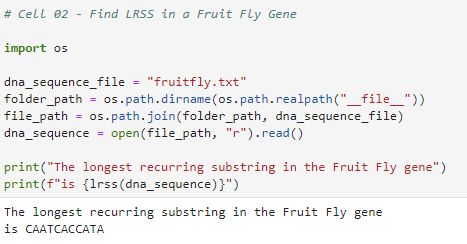 # Cell 02 - Find LRSS in a Fruit Fly Gene
import os
dna_sequence_file = "fruitfly.txt"
folder_path = os.path.dirname(os.path.realpath("__file__"))
file_path = os.path.join(folder_path, dna_sequence_file)
dna_sequence = open(file_path, "r").read()
print("The longest recurring substring in the Fruit Fly gene")
print(f"is {lrss(dna_sequence)}")
The longest recurring substring in the Fruit Fly gene
is CAATCACCATA